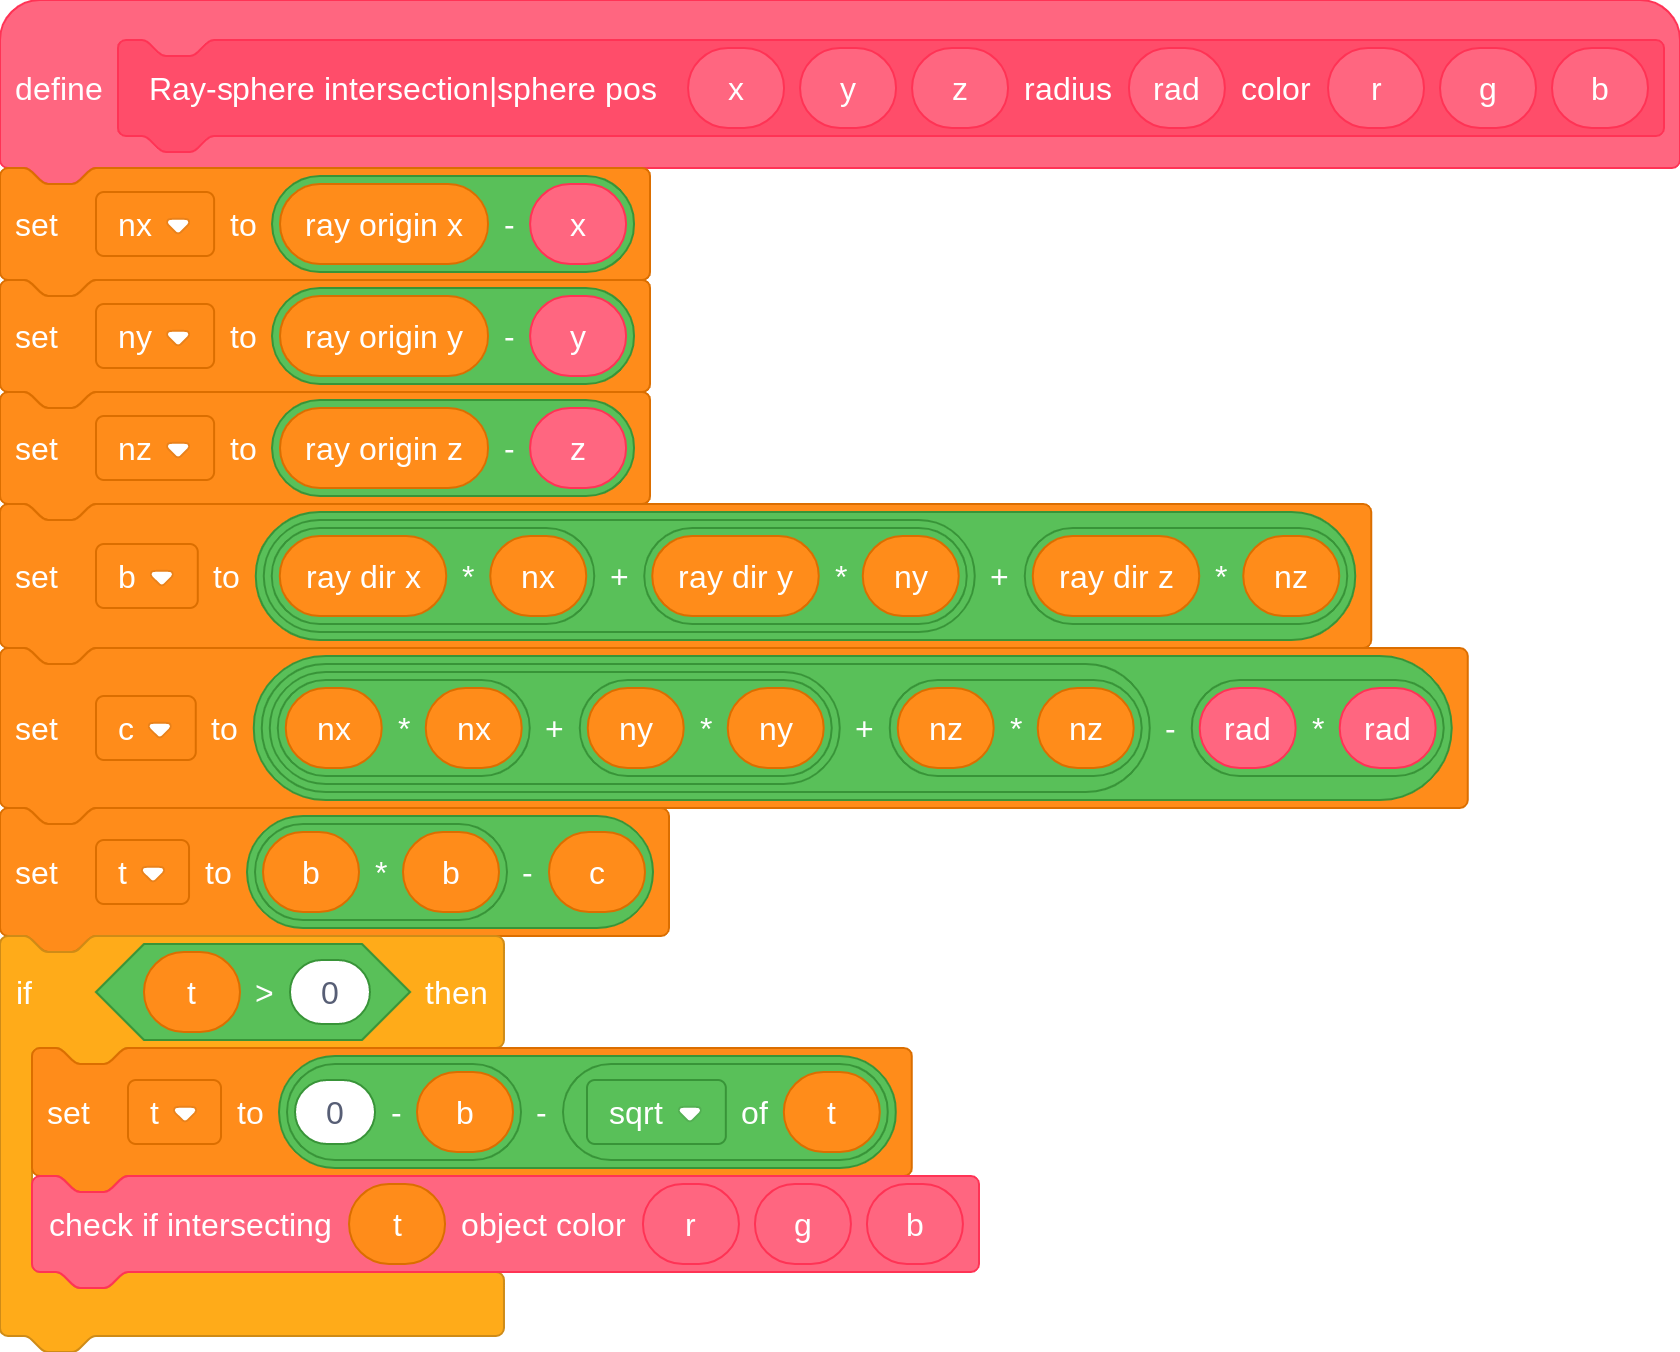 define Ray-sphere intersection|sphere pos x y z radius rad color r g b
set nx to ray origin x - x
set ny to ray origin y - y
set nz to ray origin z - z
set b to ray dir x * nx + ray dir y * ny + ray dir z * nz
set c to nx * nx + ny * ny + nz * nz - rad * rad
set t to b * b - c
if t > 0 then
set t to 0 - b - sqrt of t
check if intersecting t object color r g b